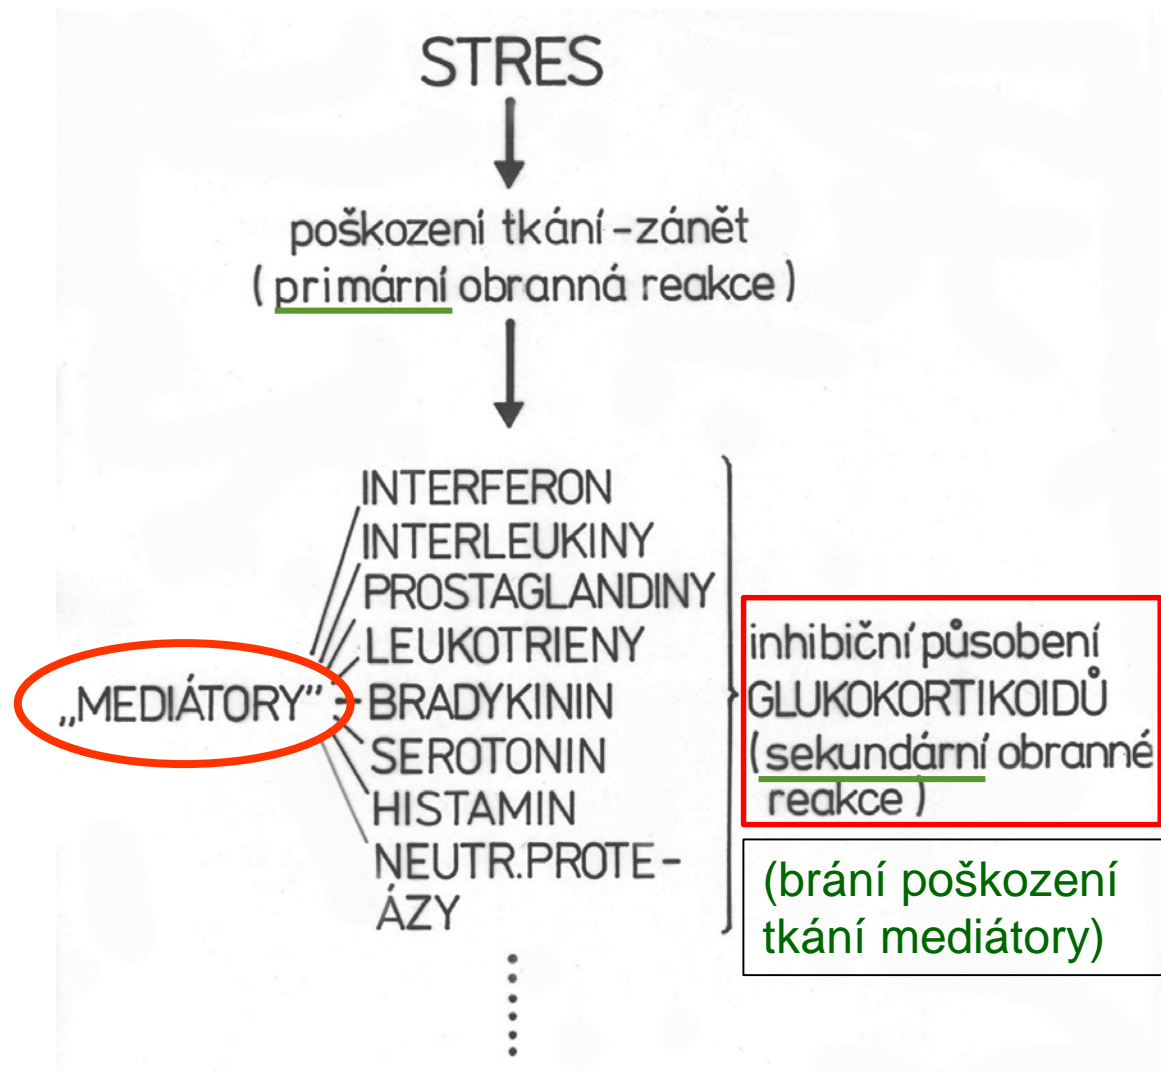 STRES
poškození tkání-zánět
(primární obranná reakce)
INTERFERON
INTERLEUKINY
PROSTAGLANDINY
LEUKOTRIENY
„MEDIÁTORY" BRADYKININ
SEROTONIN
HISTAMIN
NEUTR.PROTE-
ÁZY
inhibiční působení
GLUKOKORTIKOIDŮ
(sekundární obranné
reakce)
(brání poškození
tkání mediátory)